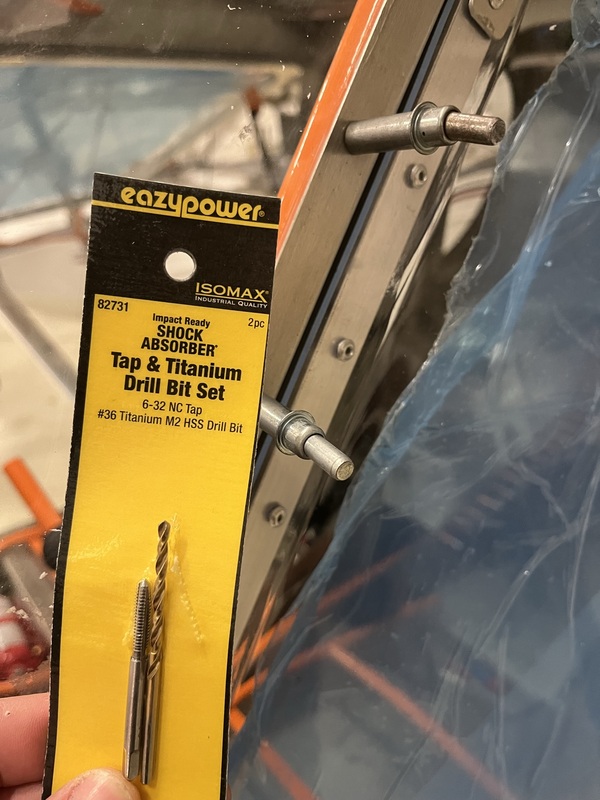 eazypower®
ISOMAX®
INDUSTRIAL QUALITY
82731
2pc
Impact Ready
SHOCK
ABSORBER®
Tap & Titanium
Drill Bit Set
6-32 NC Tap
#36 Titanium M2 HSS Drill Bit